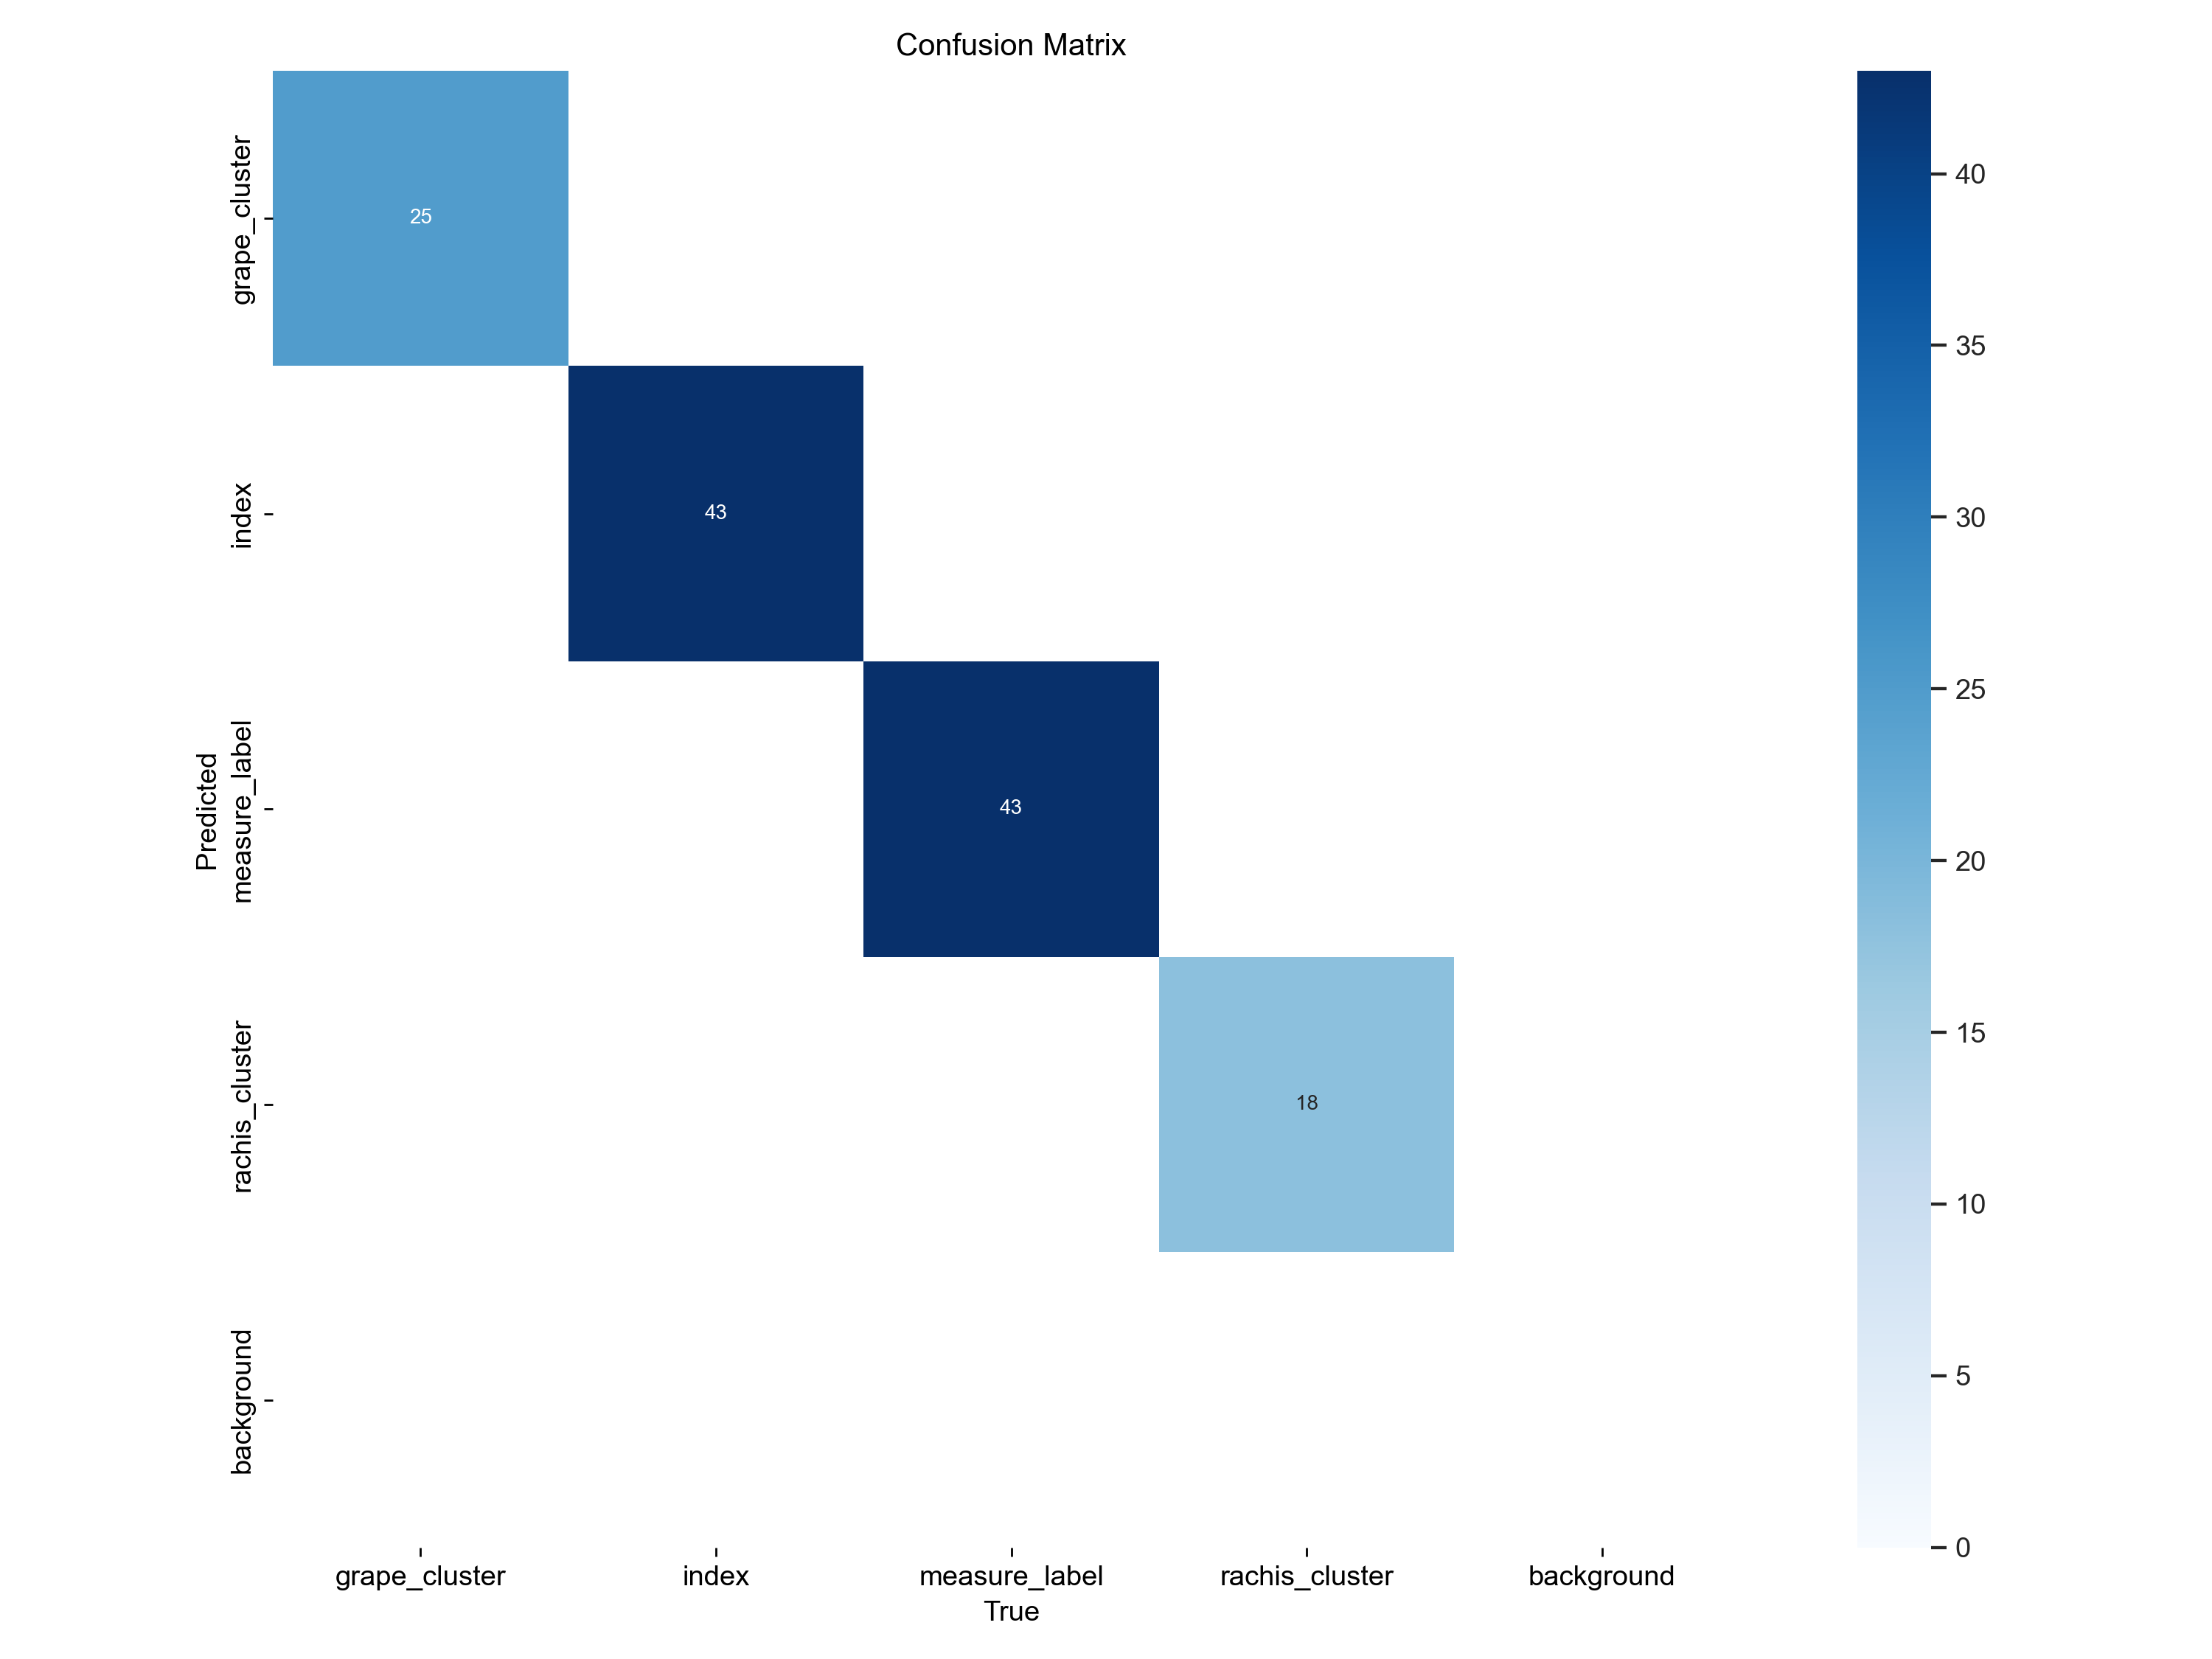 Confusion Matrix
grape_cluster
index
measure_label
rachis_cluster
background
Predicted
25
43
43
18
grape_cluster
index
measure_label
rachis_cluster
background
True
40
35
30
25
20
15
10
5
0